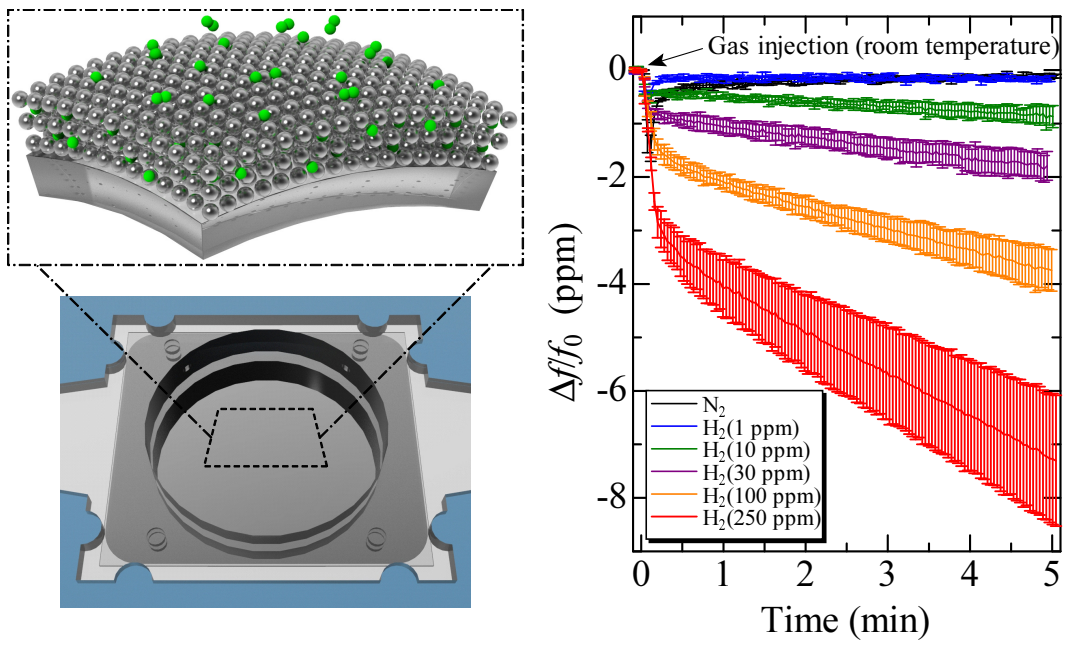 Gas injection (room temperature)
0
-2
-4
-6
-8
Δf/f₀ (ppm)
N₂
H₂(1 ppm)
H₂(10 ppm)
H₂(30 ppm)
H₂(100 ppm)
H₂(250 ppm)
0 1 2 3 4 5
Time (min)